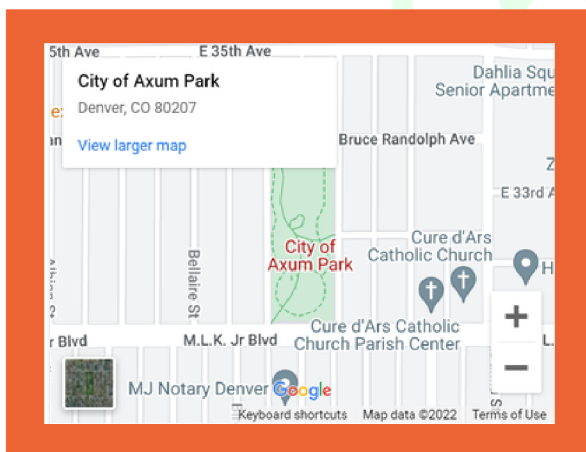 5th Ave
E 35th Ave
City of Axum Park
Denver, CO 80207
View larger map
Dahlia Squ
Senior Apartme
Bruce Randolph Ave
E 33rd A
City of
Axum Park
Cure d'Ars
Catholic Church
H
Bellaire St
Albion St
r Blvd
M.L.K. Jr Blvd
Cure d'Ars Catholic
Church Parish Center
+
L.
−
MJ Notary Denver
Google
Keyboard shortcuts
Map data ©2022
Terms of Use